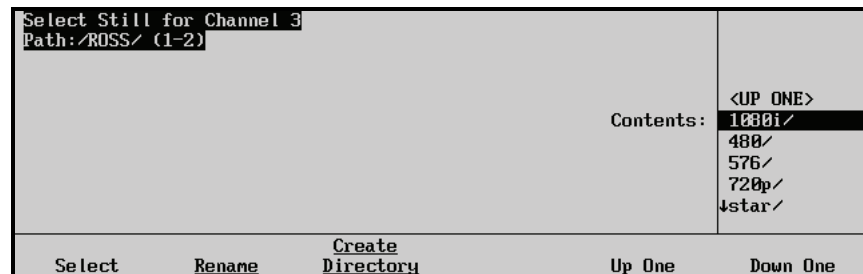 Select Still for Channel 3
Path:/ROSS/ (1-2)
<UP ONE>
Contents: 1080i/
480/
576/
720p/
↓star/
Create
Select Rename Directory Up One Down One